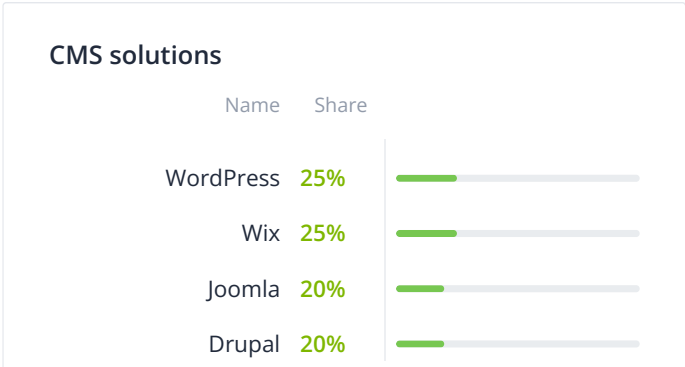 CMS solutions
Name Share
WordPress 25%
Wix 25%
Joomla 20%
Drupal 20%